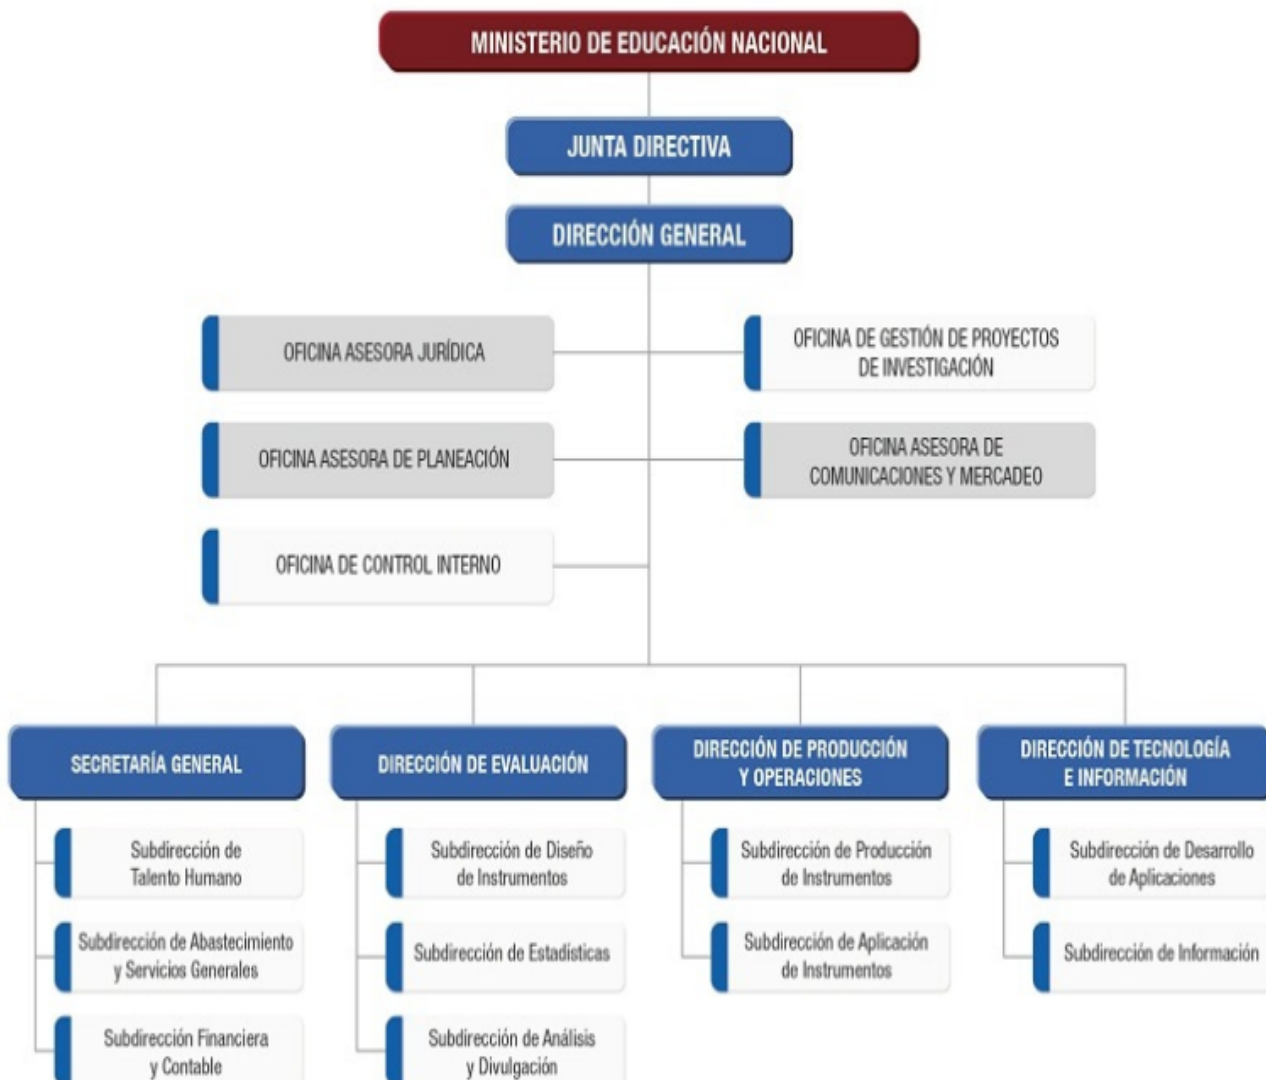 MINISTERIO DE EDUCACIÓN NACIONAL
JUNTA DIRECTIVA
DIRECCIÓN GENERAL
OFICINA ASESORA JURÍDICA
OFICINA DE GESTIÓN DE PROYECTOS
DE INVESTIGACIÓN
OFICINA ASESORA DE PLANEACIÓN
OFICINA ASESORA DE
COMUNICACIONES Y MERCADEO
OFICINA DE CONTROL INTERNO
SECRETARÍA GENERAL
Subdirección de
Talento Humano
Subdirección de Abastecimiento
y Servicios Generales
Subdirección Financiera
y Contable
DIRECCIÓN DE EVALUACIÓN
Subdirección de Diseño
de Instrumentos
Subdirección de Estadísticas
Subdirección de Análisis
y Divulgación
DIRECCIÓN DE PRODUCCIÓN
Y OPERACIONES
Subdirección de Producción
de Instrumentos
Subdirección de Aplicación
de Instrumentos
DIRECCIÓN DE TECNOLOGÍA
E INFORMACIÓN
Subdirección de Desarrollo
de Aplicaciones
Subdirección de Información